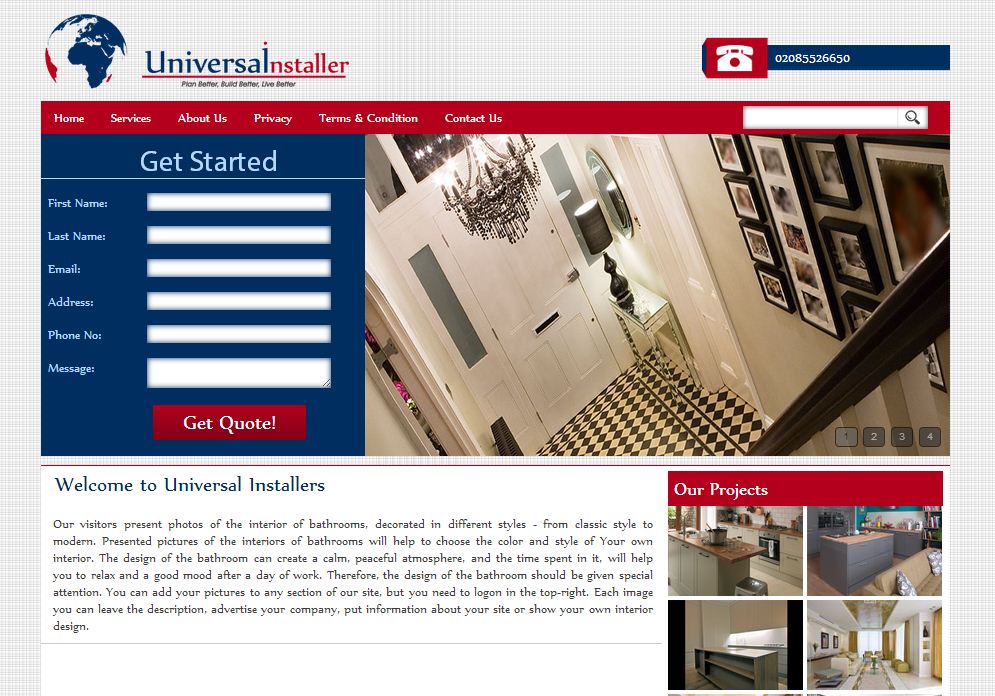 Universalnstaller
Plan Better, Build Better, Live Better
02085526650
Home Services About Us Privacy Terms & Condition Contact Us
Get Started
First Name:
Last Name:
Email:
Address:
Phone No:
Message:
Get Quote!
1 2 3 4
Welcome to Universal Installers
Our visitors present photos of the interior of bathrooms, decorated in different styles - from classic style to
modern. Presented pictures of the interiors of bathrooms will help to choose the color and style of Your own
interior. The design of the bathroom can create a calm, peaceful atmosphere, and the time spent in it, will help
you to relax and a good mood after a day of work. Therefore, the design of the bathroom should be given special
attention. You can add your pictures to any section of our site, but you need to logon in the top-right. Each image
you can leave the description, advertise your company, put information about your site or show your own interior
design.
Our Projects